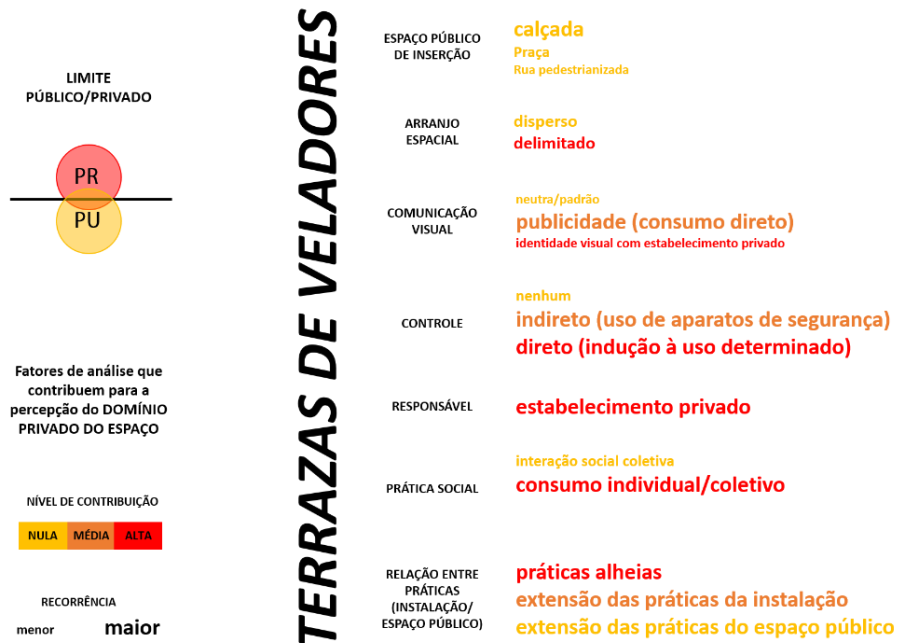 LIMITE
PÚBLICO/PRIVADO
PR
PU
Fatores de análise que
contribuem para a
percepção do DOMÍNIO
PRIVADO DO ESPAÇO
NÍVEL DE CONTRIBUIÇÃO
NULA MÉDIA ALTA
RECORRÊNCIA
menor maior
TERRAZAS DE VELADORES
ESPAÇO PÚBLICO
DE INSERÇÃO
calçada
Praça
Rua pedestrianizada
ARRANJO
ESPACIAL
disperso
delimitado
COMUNICAÇÃO
VISUAL
neutra/padrão
publicidade (consumo direto)
identidade visual com estabelecimento privado
CONTROLE
nenhum
indireto (uso de aparatos de segurança)
direto (indução à uso determinado)
RESPONSÁVEL
estabelecimento privado
PRÁTICA SOCIAL
interação social coletiva
consumo individual/coletivo
RELAÇÃO ENTRE
PRÁTICAS
(INSTALAÇÃO/
ESPAÇO PÚBLICO)
práticas alheias
extensão das práticas da instalação
extensão das práticas do espaço público